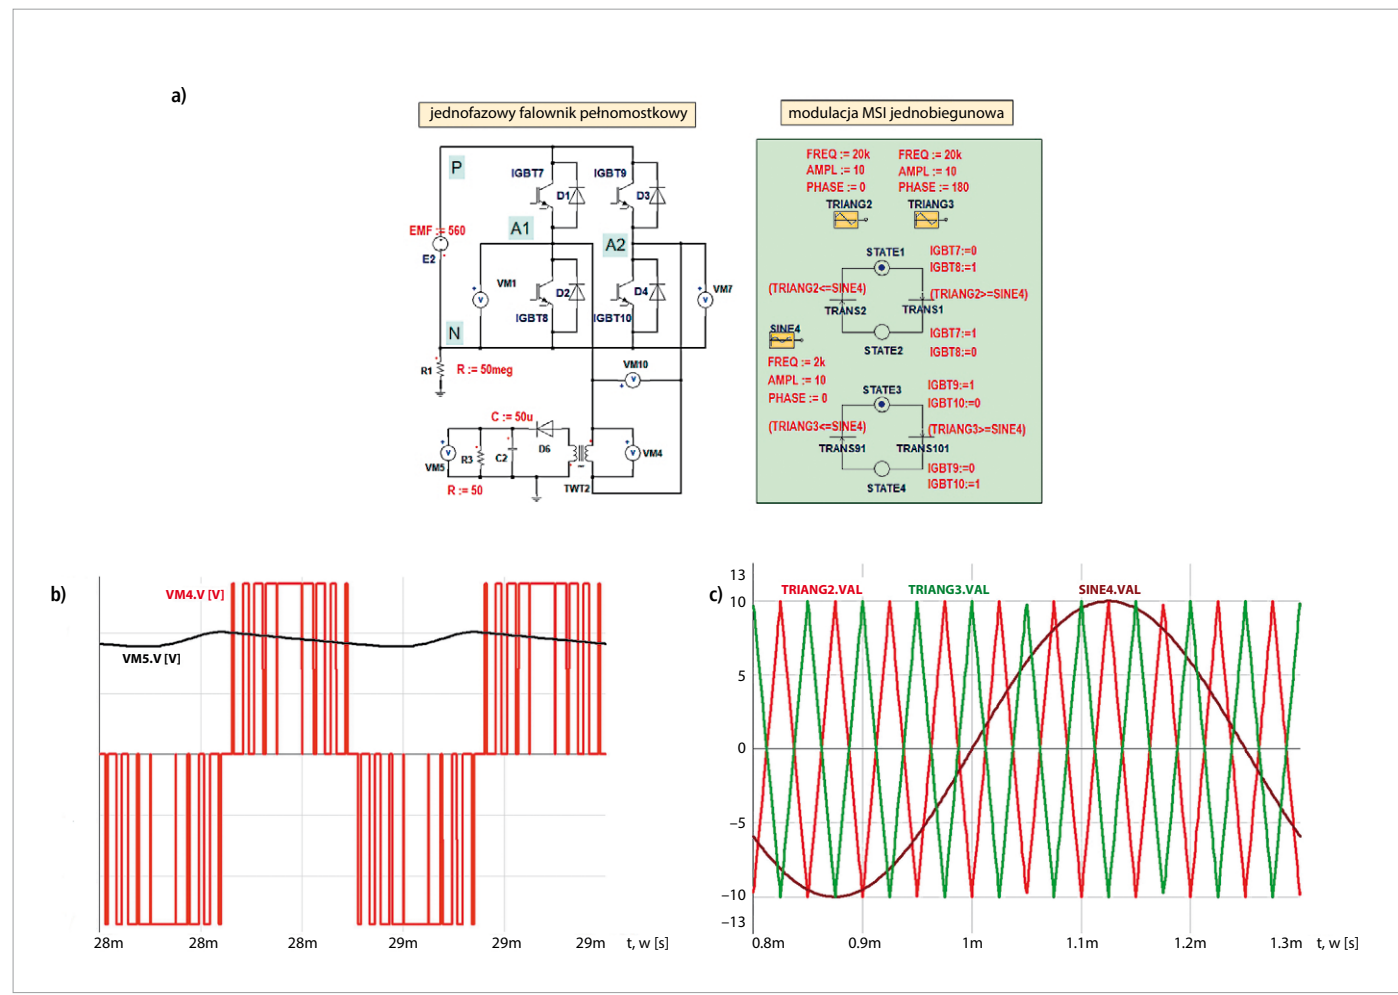 a)
jednofazowy falownik pełnomostkowy
modulacja MSI jednobiegunowa
P
IGBT7
D1
IGBT9
D3
A1
A2
EMF := 560
E2
VM1
D2
D4
VM7
IGBT8
IGBT10
N
R1
R := 50meg
VM10
C := 50u
D6
VM5
R3
C2
VM4
R := 50
TWT2
FREQ := 20k
AMPL := 10
PHASE := 0
TRIANG2
FREQ := 20k
AMPL := 10
PHASE := 180
TRIANG3
STATE1
IGBT7:=0
IGBT8:=1
(TRIANG2<=SINE4)
(TRIANG2>=SINE4)
TRANS2
TRANS1
SINE4
STATE2
IGBT7:=1
IGBT8:=0
FREQ := 2k
AMPL := 10
PHASE := 0
STATE3
IGBT9:=1
IGBT10:=0
(TRIANG3<=SINE4)
(TRIANG3>=SINE4)
TRANS91
TRANS101
STATE4
IGBT9:=0
IGBT10:=1
b)
VM4.V [V]
VM5.V [V]
28m 28m 28m 29m 29m 29m t, w [s]
c)
TRIANG2.VAL TRIANG3.VAL SINE4.VAL
13
10
5
0
–5
–10
–13
0.8m 0.9m 1m 1.1m 1.2m 1.3m t, w [s]